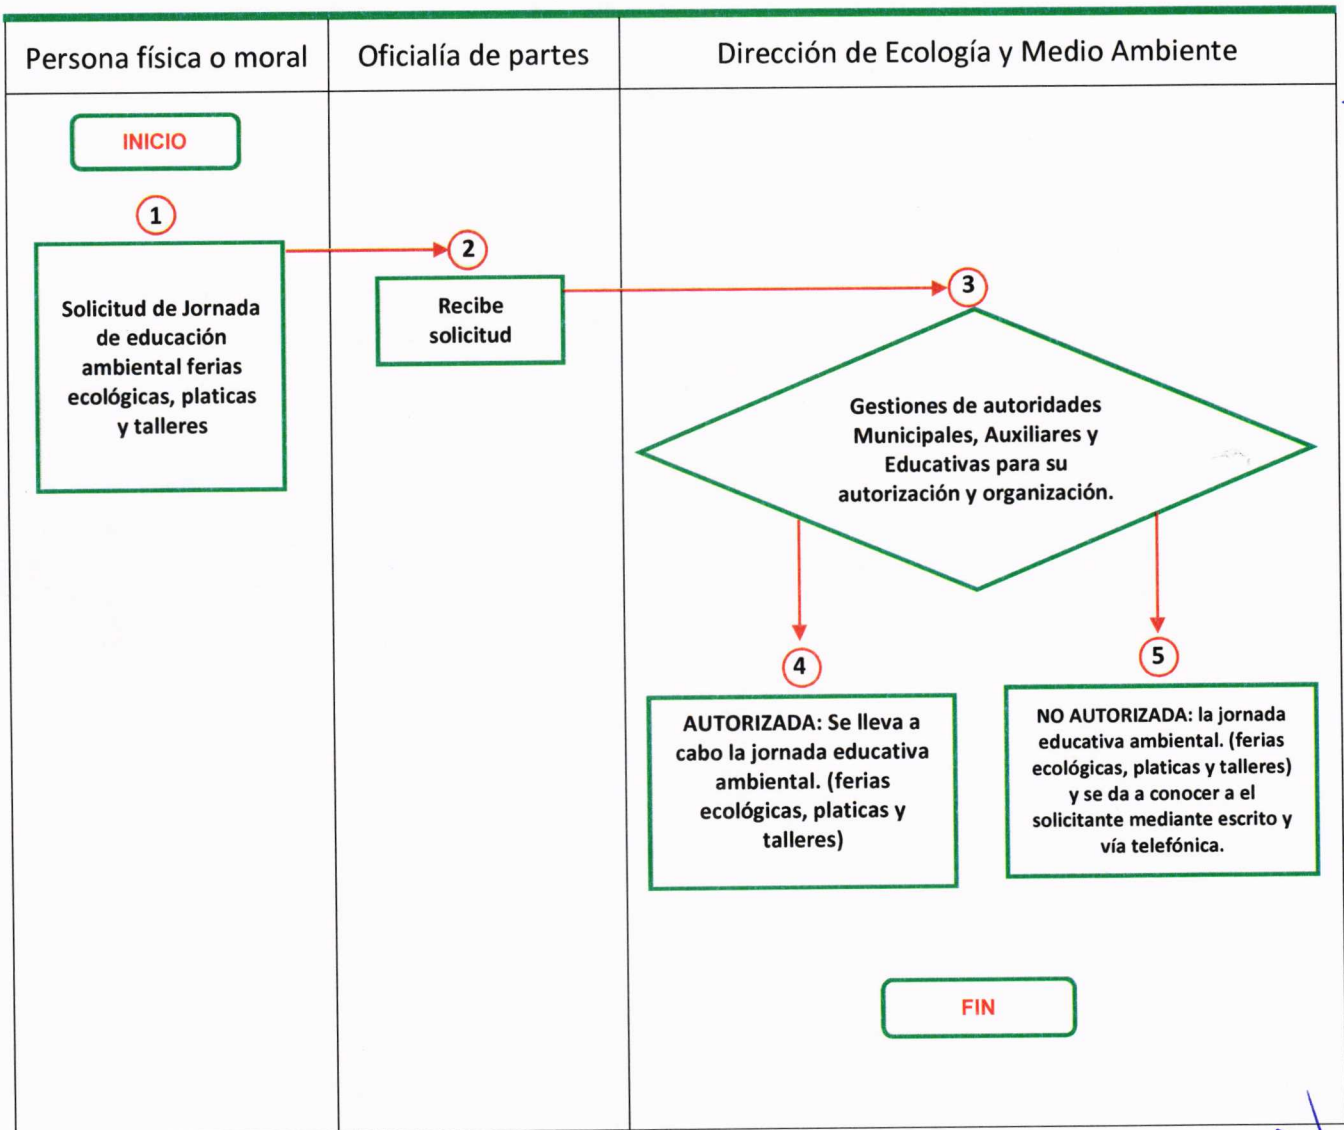 Persona física o moral
Oficialía de partes
Dirección de Ecología y Medio Ambiente
INICIO
1
Solicitud de Jornada
de educación
ambiental ferias
ecológicas, platicas
y talleres
2
Recibe
solicitud
3
Gestiones de autoridades
Municipales, Auxiliares y
Educativas para su
autorización y organización.
4
AUTORIZADA: Se lleva a
cabo la jornada educativa
ambiental. (ferias
ecológicas, platicas y
talleres)
5
NO AUTORIZADA: la jornada
educativa ambiental. (ferias
ecológicas, platicas y talleres)
y se da a conocer a el
solicitante mediante escrito y
vía telefónica.
FIN